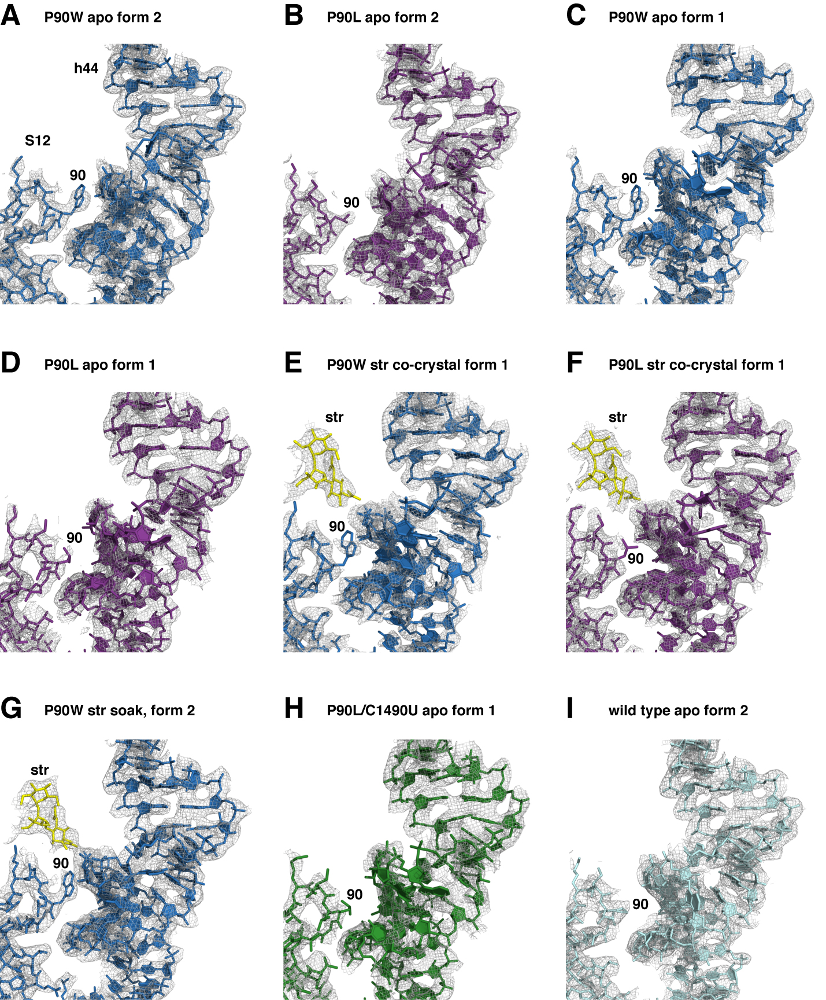 A P90W apo form 2
B P90L apo form 2
C P90W apo form 1
h44
S12
90
90
90
D P90L apo form 1
E P90W str co-crystal form 1
F P90L str co-crystal form 1
str
str
90
90
90
G P90W str soak, form 2
H P90L/C1490U apo form 1
I wild type apo form 2
str
90
90
90